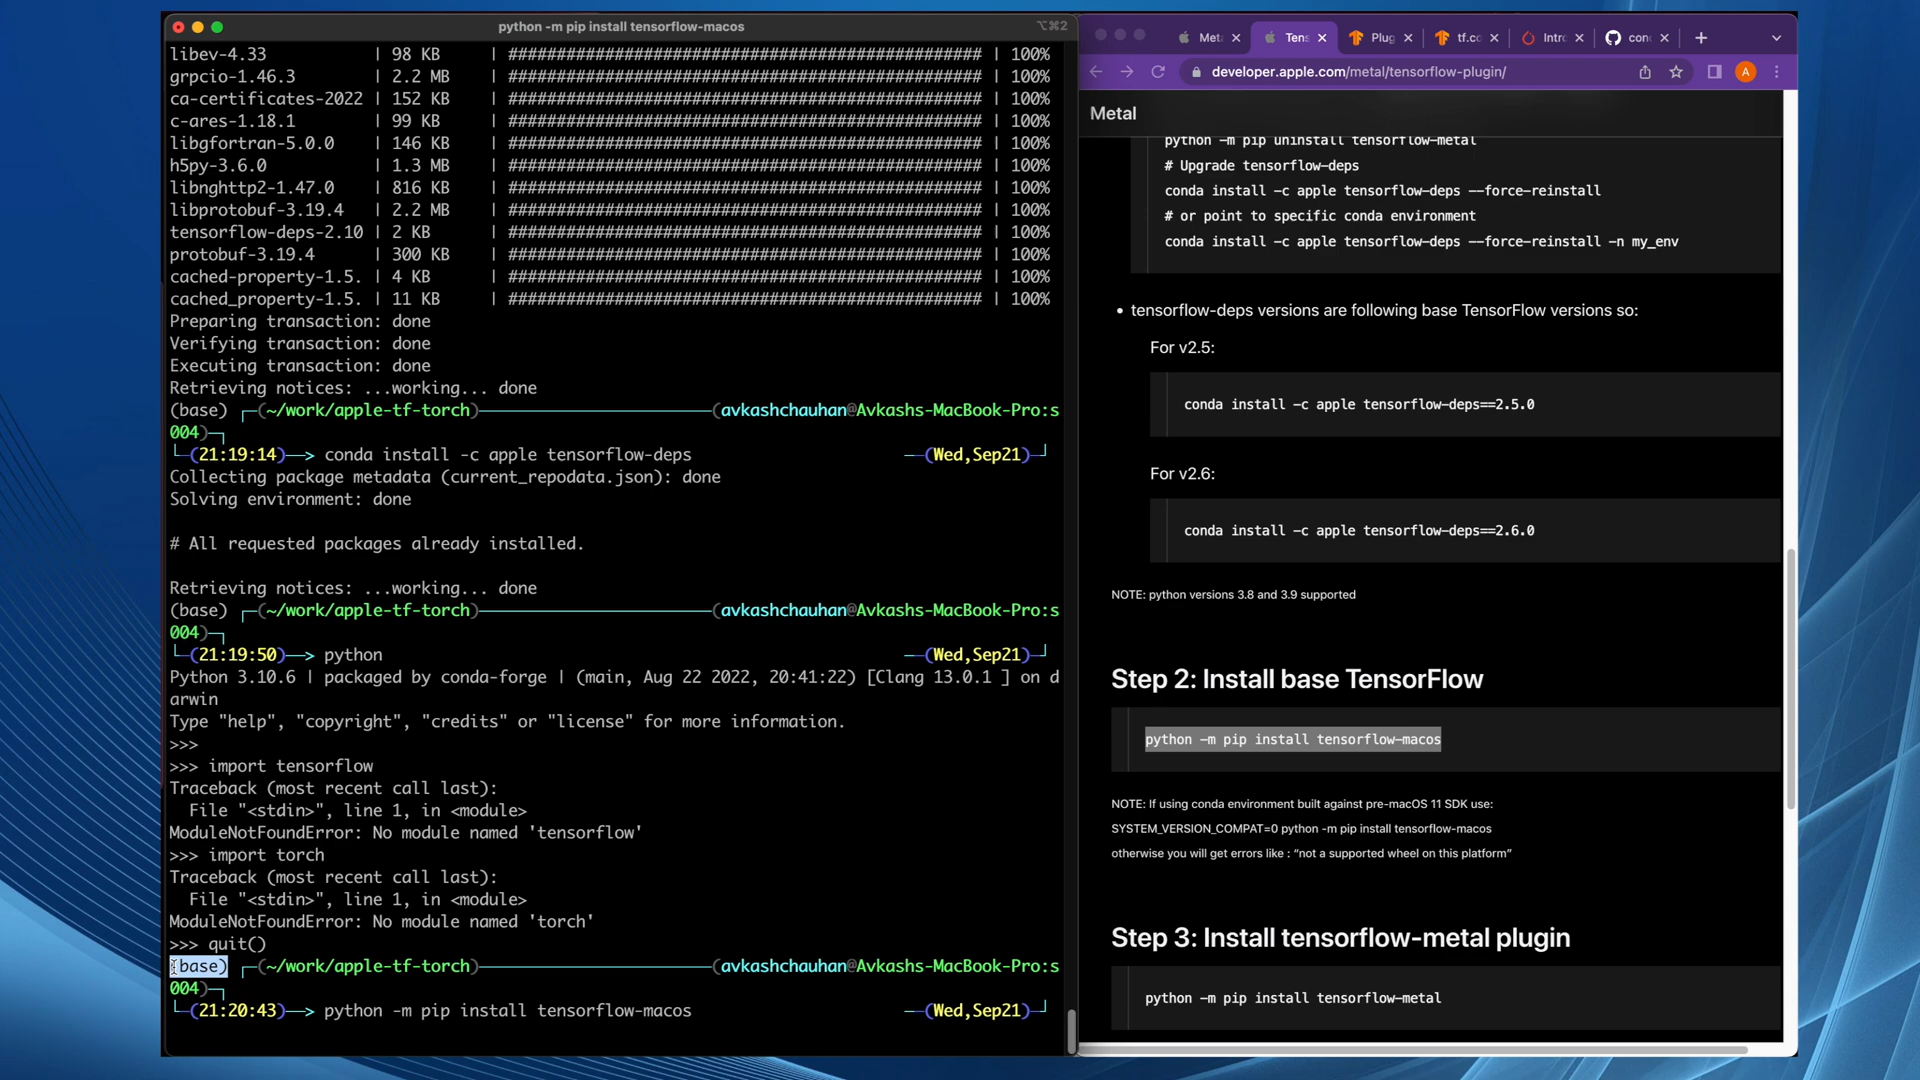 python -m pip install tensorflow-macos
⌥⌘2
libev-4.33 | 98 KB | ################################################# | 100%
grpcio-1.46.3 | 2.2 MB | ################################################# | 100%
ca-certificates-2022 | 152 KB | ################################################# | 100%
c-ares-1.18.1 | 99 KB | ################################################# | 100%
libgfortran-5.0.0 | 146 KB | ################################################# | 100%
h5py-3.6.0 | 1.3 MB | ################################################# | 100%
libnghttp2-1.47.0 | 816 KB | ################################################# | 100%
libprotobuf-3.19.4 | 2.2 MB | ################################################# | 100%
tensorflow-deps-2.10 | 2 KB | ################################################# | 100%
protobuf-3.19.4 | 300 KB | ################################################# | 100%
cached-property-1.5. | 4 KB | ################################################# | 100%
cached_property-1.5. | 11 KB | ################################################# | 100%
Preparing transaction: done
Verifying transaction: done
Executing transaction: done
Retrieving notices: ...working... done
(base) ┌─(~/work/apple-tf-torch)────────────(avkashchauhan@Avkashs-MacBook-Pro:s
004)─┐
└─(21:19:14)──> conda install -c apple tensorflow-deps ──(Wed,Sep21)─┘
Collecting package metadata (current_repodata.json): done
Solving environment: done
# All requested packages already installed.
Retrieving notices: ...working... done
(base) ┌─(~/work/apple-tf-torch)────────────(avkashchauhan@Avkashs-MacBook-Pro:s
004)─┐
└─(21:19:50)──> python ──(Wed,Sep21)─┘
Python 3.10.6 | packaged by conda-forge | (main, Aug 22 2022, 20:41:22) [Clang 13.0.1 ] on d
arwin
Type "help", "copyright", "credits" or "license" for more information.
>>>
>>> import tensorflow
Traceback (most recent call last):
File "<stdin>", line 1, in <module>
ModuleNotFoundError: No module named 'tensorflow'
>>> import torch
Traceback (most recent call last):
File "<stdin>", line 1, in <module>
ModuleNotFoundError: No module named 'torch'
>>> quit()
(base) ┌─(~/work/apple-tf-torch)────────────(avkashchauhan@Avkashs-MacBook-Pro:s
004)─┐
└─(21:20:43)──> python -m pip install tensorflow-macos ──(Wed,Sep21)─┘
Meta
Tens
Plug
tf.co
Intro
con
developer.apple.com/metal/tensorflow-plugin/
A
Metal
python -m pip uninstall tensorflow-metal
# Upgrade tensorflow-deps
conda install -c apple tensorflow-deps --force-reinstall
# or point to specific conda environment
conda install -c apple tensorflow-deps --force-reinstall -n my_env
• tensorflow-deps versions are following base TensorFlow versions so:
For v2.5:
conda install -c apple tensorflow-deps==2.5.0
For v2.6:
conda install -c apple tensorflow-deps==2.6.0
NOTE: python versions 3.8 and 3.9 supported
Step 2: Install base TensorFlow
python -m pip install tensorflow-macos
NOTE: If using conda environment built against pre-macOS 11 SDK use:
SYSTEM_VERSION_COMPAT=0 python -m pip install tensorflow-macos
otherwise you will get errors like : “not a supported wheel on this platform”
Step 3: Install tensorflow-metal plugin
python -m pip install tensorflow-metal